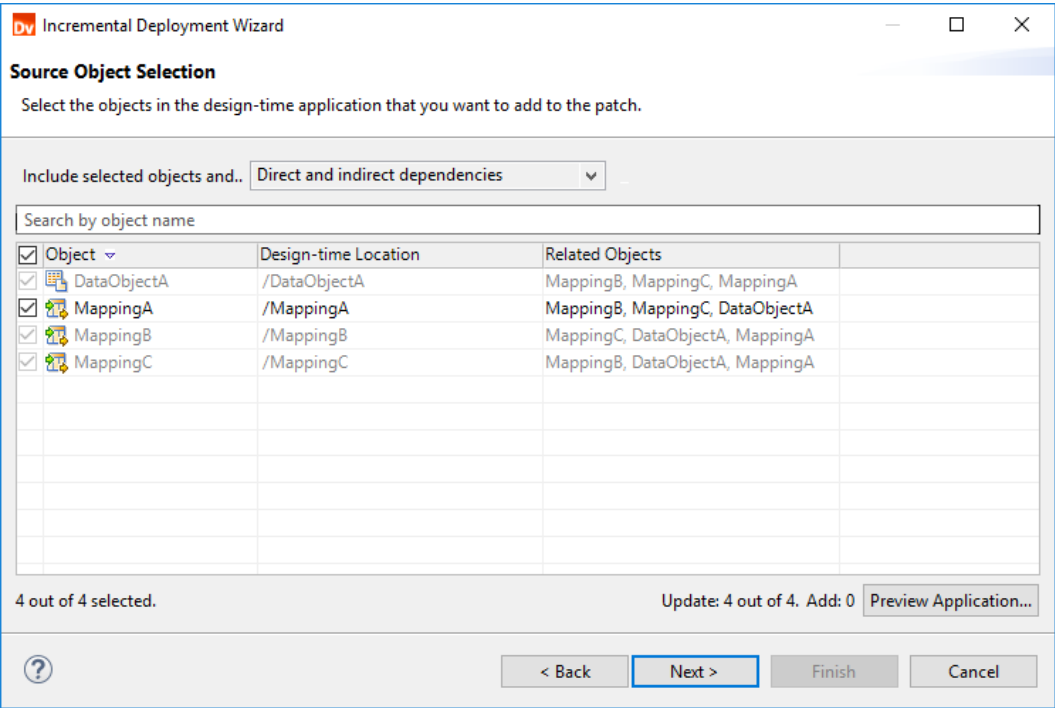 Dv Incremental Deployment Wizard
Source Object Selection
Select the objects in the design-time application that you want to add to the patch.
Include selected objects and.. Direct and indirect dependencies
Search by object name
Object Design-time Location Related Objects
DataObjectA /DataObjectA MappingB, MappingC, MappingA
MappingA /MappingA MappingB, MappingC, DataObjectA
MappingB /MappingB MappingC, DataObjectA, MappingA
MappingC /MappingC MappingB, DataObjectA, MappingA
4 out of 4 selected. Update: 4 out of 4. Add: 0 Preview Application...
? < Back Next > Finish Cancel